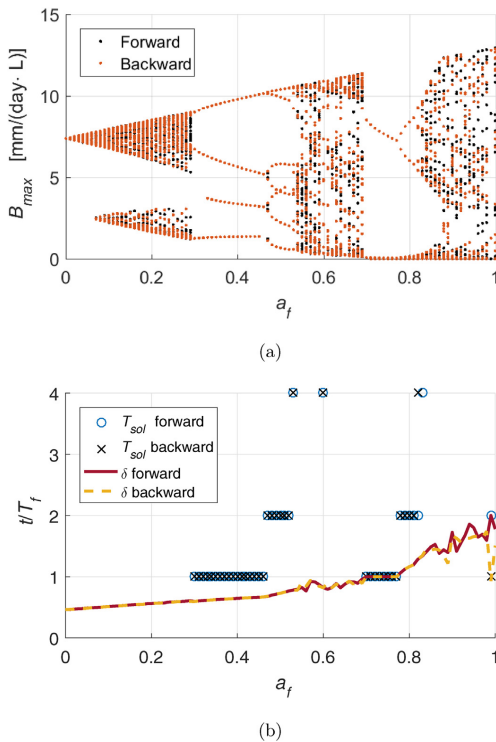 15
Forward
Backward
10
5
0
B_max [mm/(day· L)]
0 0.2 0.4 0.6 0.8 1
a_f
(a)
4
T_sol forward
T_sol backward
δ forward
δ backward
3
2
1
0
t/T_f
0 0.2 0.4 0.6 0.8 1
a_f
(b)